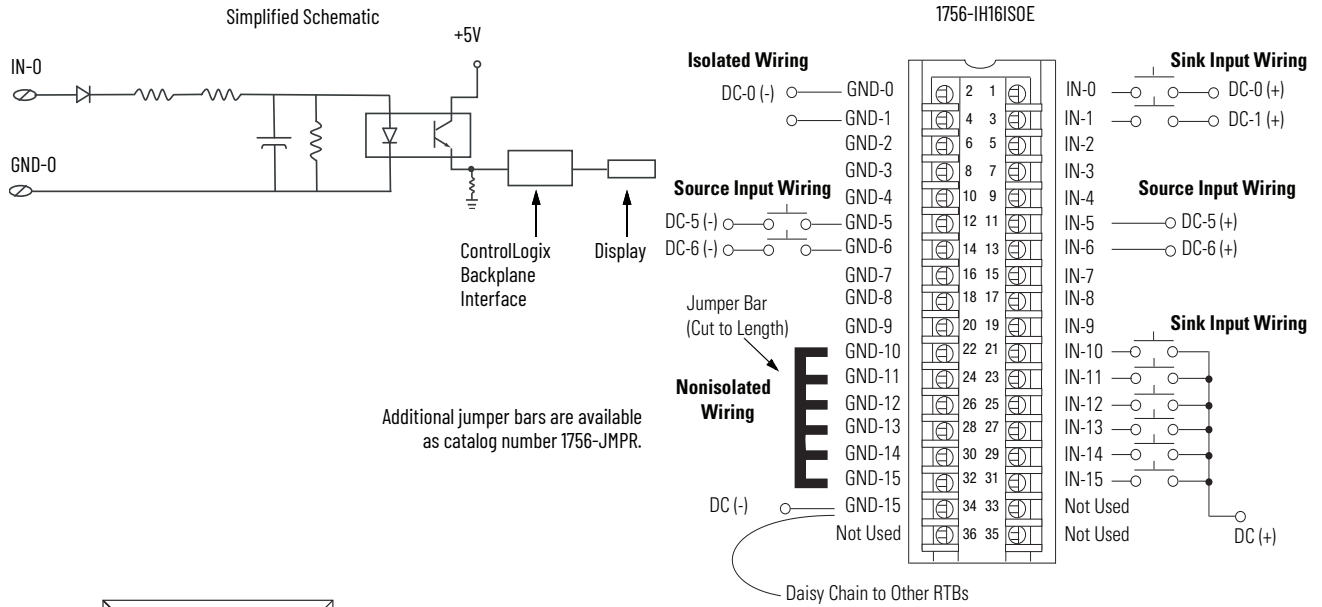 Simplified Schematic
+5V
IN-0
GND-0
ControlLogix
Backplane
Interface
Display
Additional jumper bars are available
as catalog number 1756-JMPR.
1756-IH16ISOE
Isolated Wiring
Sink Input Wiring
DC-0 (-) GND-0 2 1 IN-0 DC-0 (+)
GND-1 4 3 IN-1 DC-1 (+)
GND-2 6 5 IN-2
GND-3 8 7 IN-3
Source Input Wiring
Source Input Wiring
GND-4 10 9 IN-4
DC-5 (-) GND-5 12 11 IN-5 DC-5 (+)
DC-6 (-) GND-6 14 13 IN-6 DC-6 (+)
GND-7 16 15 IN-7
GND-8 18 17 IN-8
Jumper Bar
(Cut to Length)
GND-9 20 19 IN-9
Sink Input Wiring
GND-10 22 21 IN-10
GND-11 24 23 IN-11
Nonisolated
Wiring
GND-12 26 25 IN-12
GND-13 28 27 IN-13
GND-14 30 29 IN-14
GND-15 32 31 IN-15
DC (-) GND-15 34 33 Not Used
Not Used 36 35 Not Used
DC (+)
Daisy Chain to Other RTBs